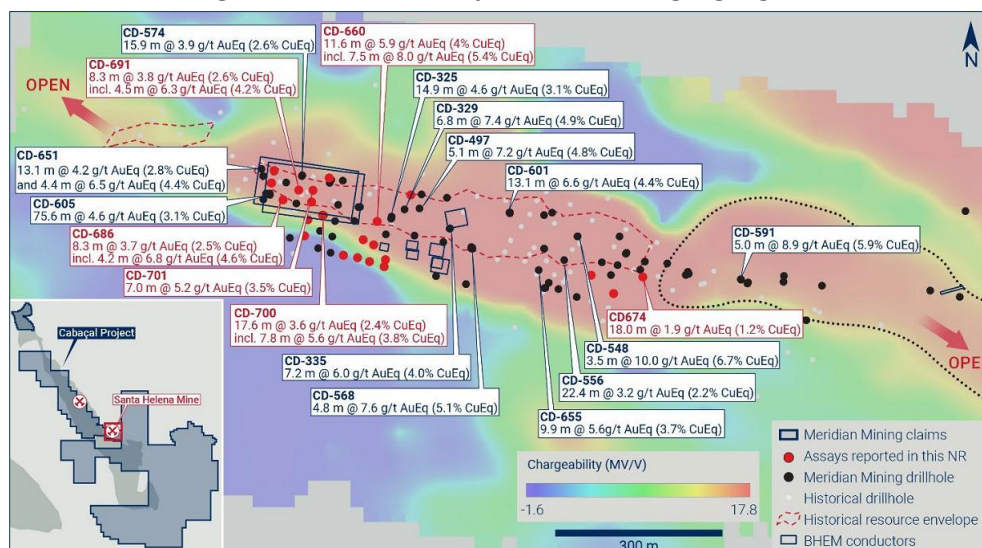 CD-574
15.9 m @ 3.9 g/t AuEq (2.6% CuEq)
CD-660
11.6 m @ 5.9 g/t AuEq (4% CuEq)
incl. 7.5 m @ 8.0 g/t AuEq (5.4% CuEq)
CD-691
8.3 m @ 3.8 g/t AuEq (2.6% CuEq)
incl. 4.5 m @ 6.3 g/t AuEq (4.2% CuEq)
CD-325
14.9 m @ 4.6 g/t AuEq (3.1% CuEq)
N
OPEN
CD-329
6.8 m @ 7.4 g/t AuEq (4.9% CuEq)
CD-497
5.1 m @ 7.2 g/t AuEq (4.8% CuEq)
CD-651
13.1 m @ 4.2 g/t AuEq (2.8% CuEq)
and 4.4 m @ 6.5 g/t AuEq (4.4% CuEq)
CD-601
13.1 m @ 6.6 g/t AuEq (4.4% CuEq)
CD-605
75.6 m @ 4.6 g/t AuEq (3.1% CuEq)
CD-686
8.3 m @ 3.7 g/t AuEq (2.5% CuEq)
incl. 4.2 m @ 6.8 g/t AuEq (4.6% CuEq)
CD-591
5.0 m @ 8.9 g/t AuEq (5.9% CuEq)
CD-701
7.0 m @ 5.2 g/t AuEq (3.5% CuEq)
CD-700
17.6 m @ 3.6 g/t AuEq (2.4% CuEq)
incl. 7.8 m @ 5.6 g/t AuEq (3.8% CuEq)
CD674
18.0 m @ 1.9 g/t AuEq (1.2% CuEq)
CD-335
7.2 m @ 6.0 g/t AuEq (4.0% CuEq)
CD-548
3.5 m @ 10.0 g/t AuEq (6.7% CuEq)
OPE
CD-568
4.8 m @ 7.6 g/t AuEq (5.1% CuEq)
CD-556
22.4 m @ 3.2 g/t AuEq (2.2% CuEq)
CD-655
9.9 m @ 5.6g/t AuEq (3.7% CuEq)
Cabaçal Project
Santa Helena Mine
Chargeability (MV/V)
-1.6
17.8
300 m
Meridian Mining claims
Assays reported in this NR
Meridian Mining drillhole
Historical drillhole
Historical resource envelope
BHEM conductors